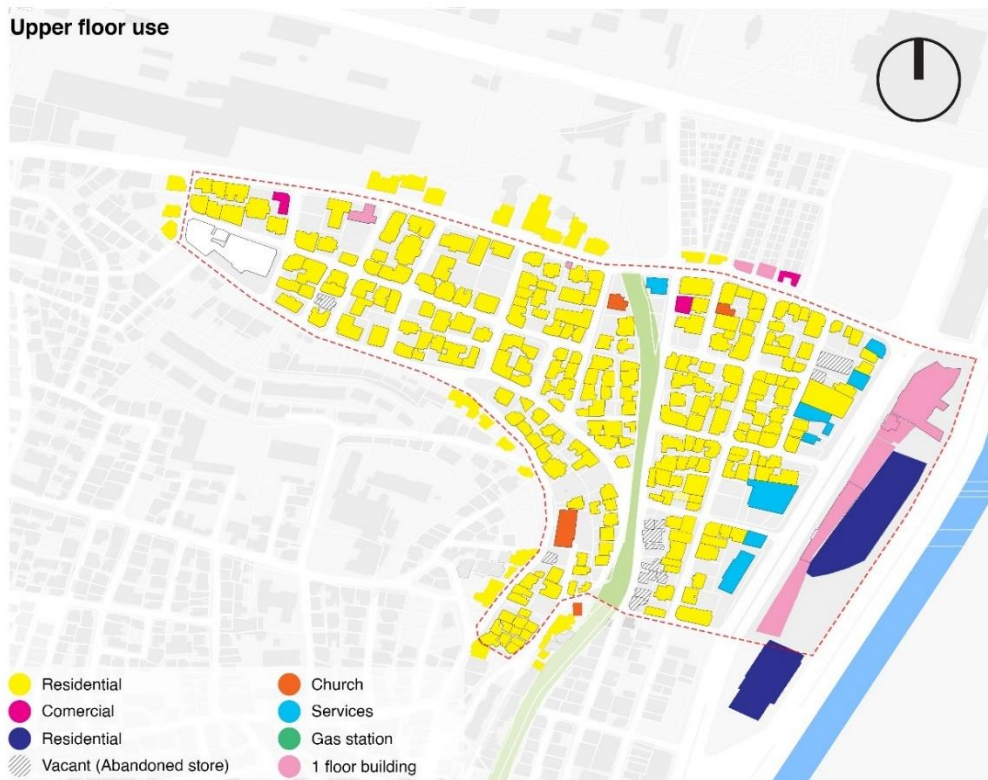 Upper floor use
Residential
Comercial
Residential
Vacant (Abandoned store)
Church
Services
Gas station
1 floor building